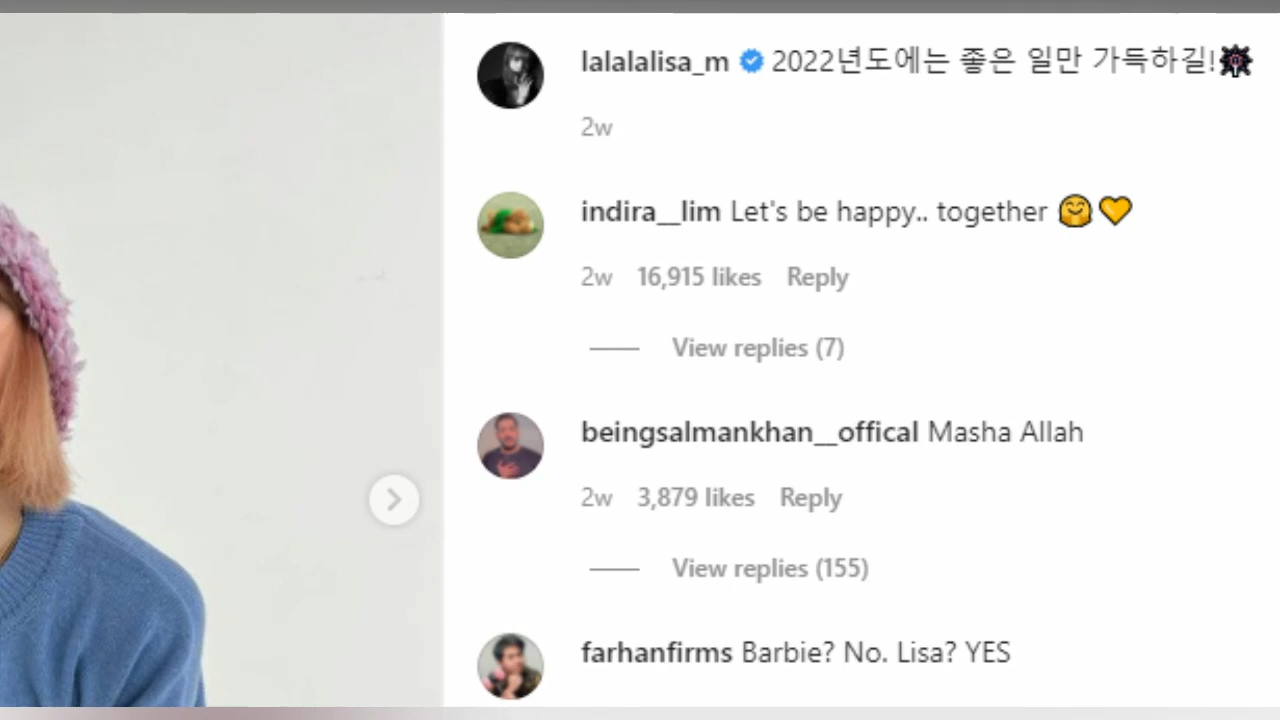 lalalalisa_m 2022년도에는 좋은 일만 가득하길!
2w
indira__lim Let's be happy.. together 🤗💛
2w 16,915 likes Reply
View replies (7)
beingsalmankhan__offical Masha Allah
2w 3,879 likes Reply
View replies (155)
farhanfirms Barbie? No. Lisa? YES